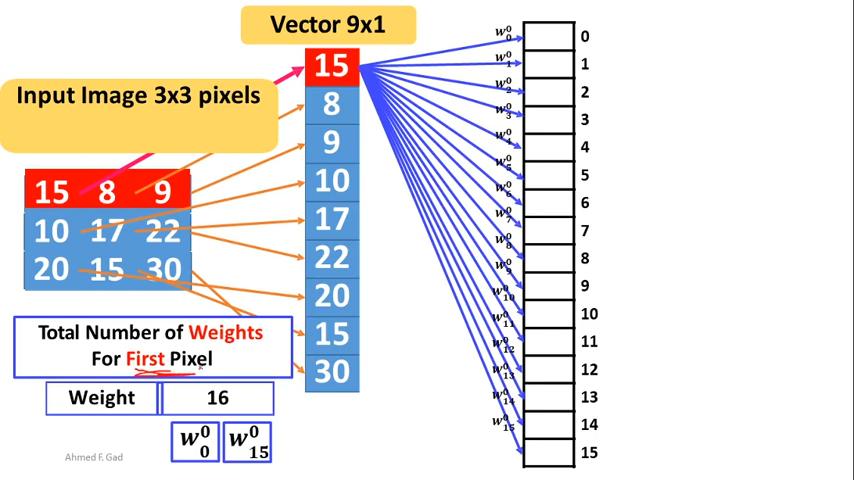 Vector 9x1
Input Image 3x3 pixels
15 8 9
10 17 22
20 15 30
15
8
9
10
17
22
20
15
30
Total Number of Weights
For First Pixel
Weight 16
w⁰₀ w⁰₁₅
Ahmed F. Gad
w⁰₀
w⁰₁
w⁰₂
w⁰₃
w⁰₄
w⁰₅
w⁰₆
w⁰₇
w⁰₈
w⁰₉
w⁰₁₀
w⁰₁₁
w⁰₁₂
w⁰₁₃
w⁰₁₄
w⁰₁₅
0
1
2
3
4
5
6
7
8
9
10
11
12
13
14
15